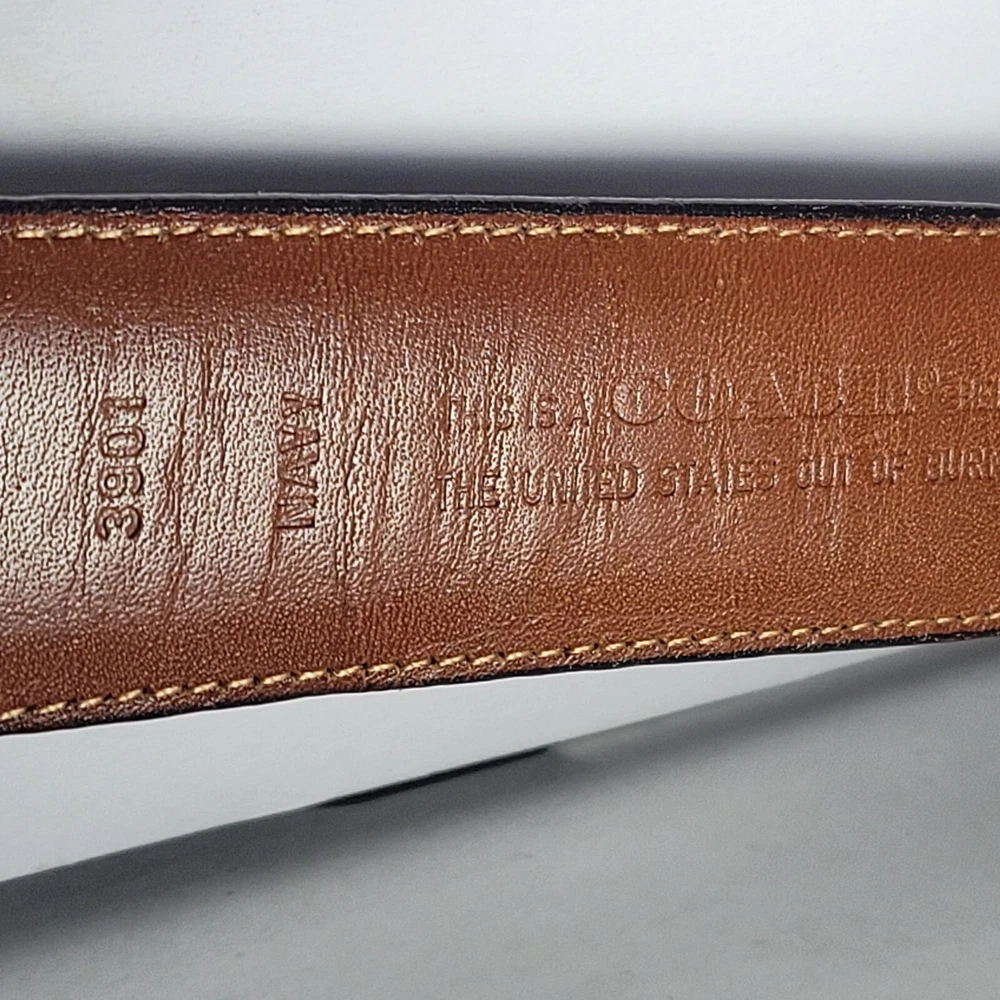 3901
NAVY
THIS IS A COACH®
THE UNITED STATES OUT OF